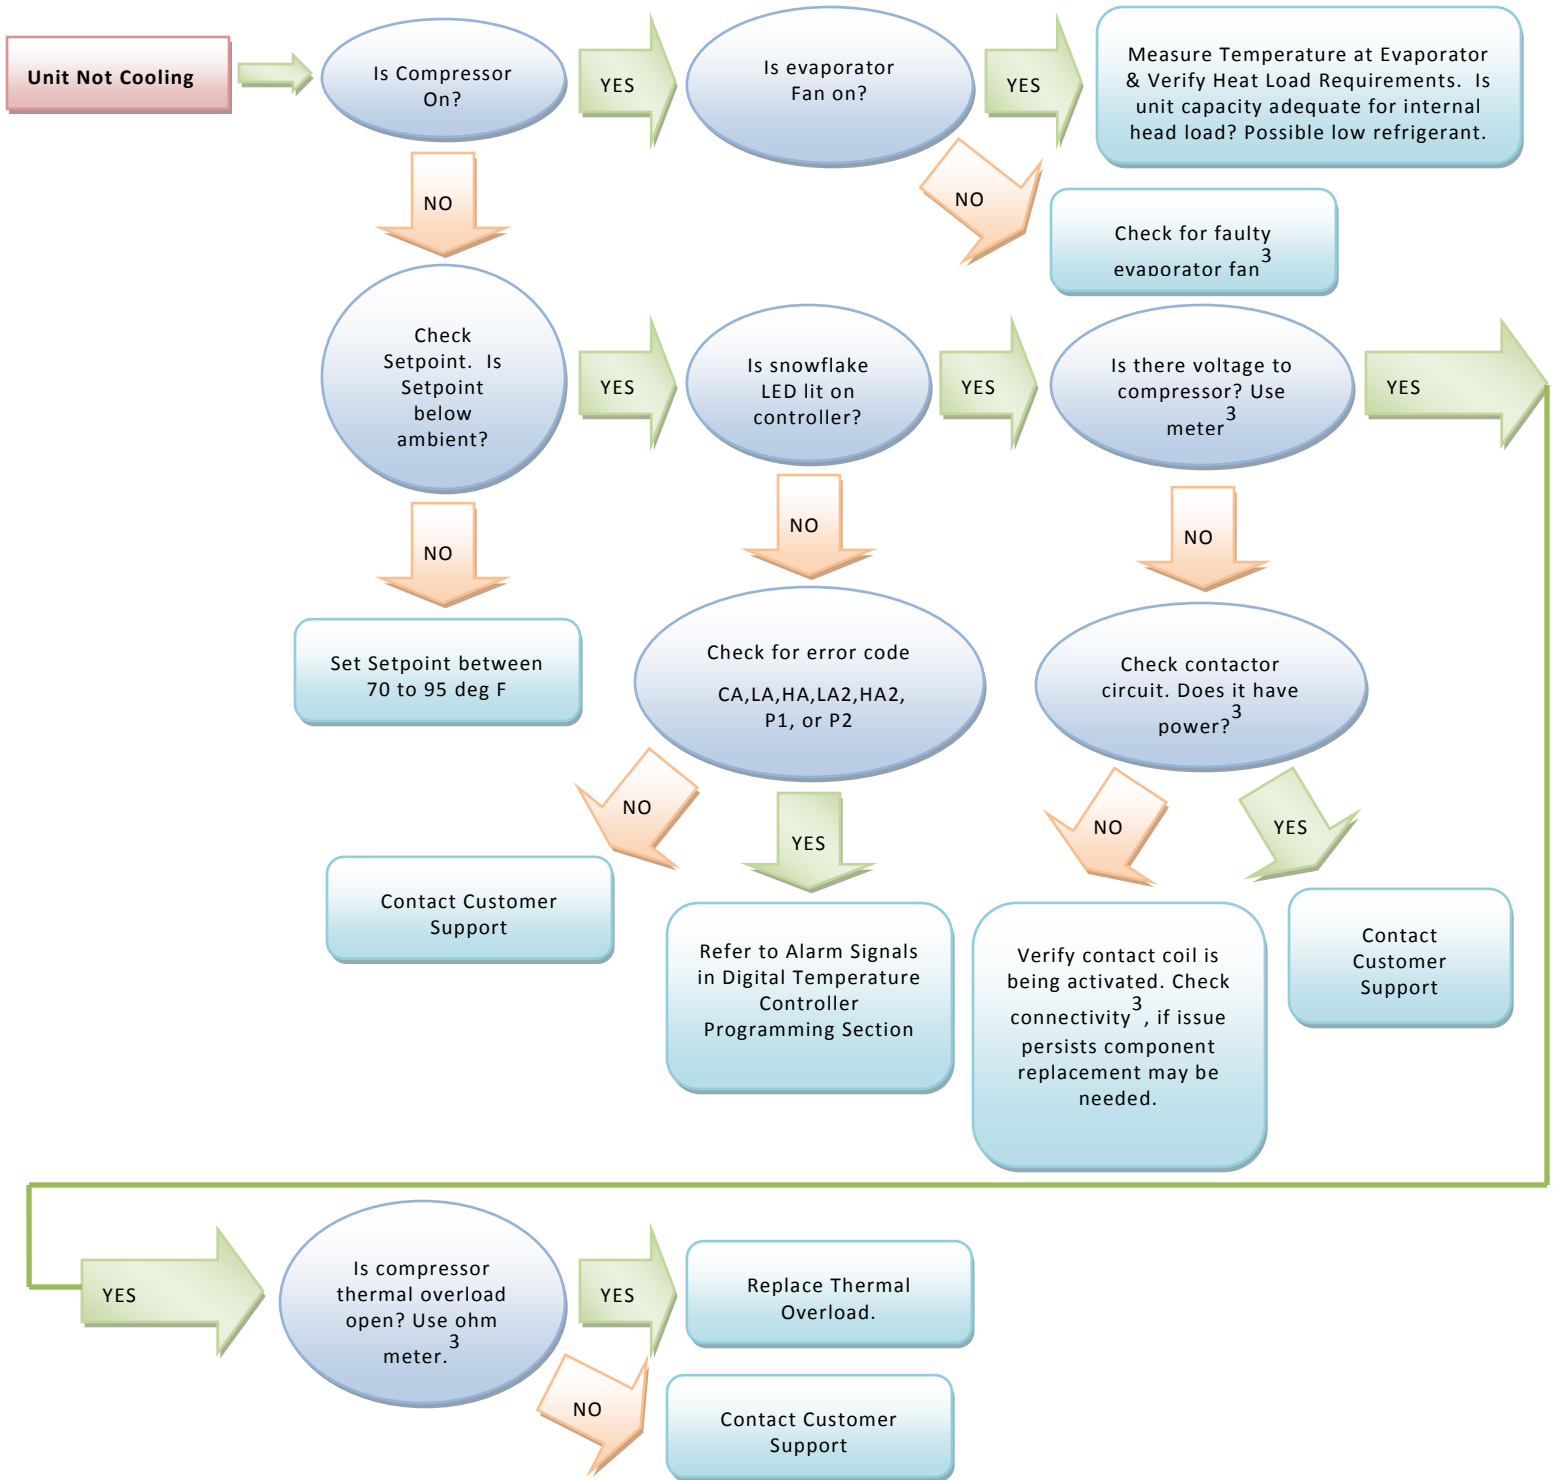 Unit Not Cooling
Is Compressor
On?
YES
Is evaporator
Fan on?
YES
Measure Temperature at Evaporator
& Verify Heat Load Requirements.  Is
unit capacity adequate for internal
head load? Possible low refrigerant.
NO
NO
Check for faulty
evaporator fan3
Check
Setpoint.  Is
Setpoint
below
ambient?
YES
Is snowflake
LED lit on
controller?
YES
Is there voltage to
compressor? Use
meter3
YES
NO
NO
NO
Set Setpoint between
70 to 95 deg F
Check for error code
CA,LA,HA,LA2,HA2,
P1, or P2
Check contactor
circuit. Does it have
power?3
NO
YES
NO
YES
Contact Customer
Support
Refer to Alarm Signals
in Digital Temperature
Controller
Programming Section
Verify contact coil is
being activated. Check
connectivity3, if issue
persists component
replacement may be
needed.
Contact
Customer
Support
YES
Is compressor
thermal overload
open? Use ohm
meter.3
YES
Replace Thermal
Overload.
NO
Contact Customer
Support